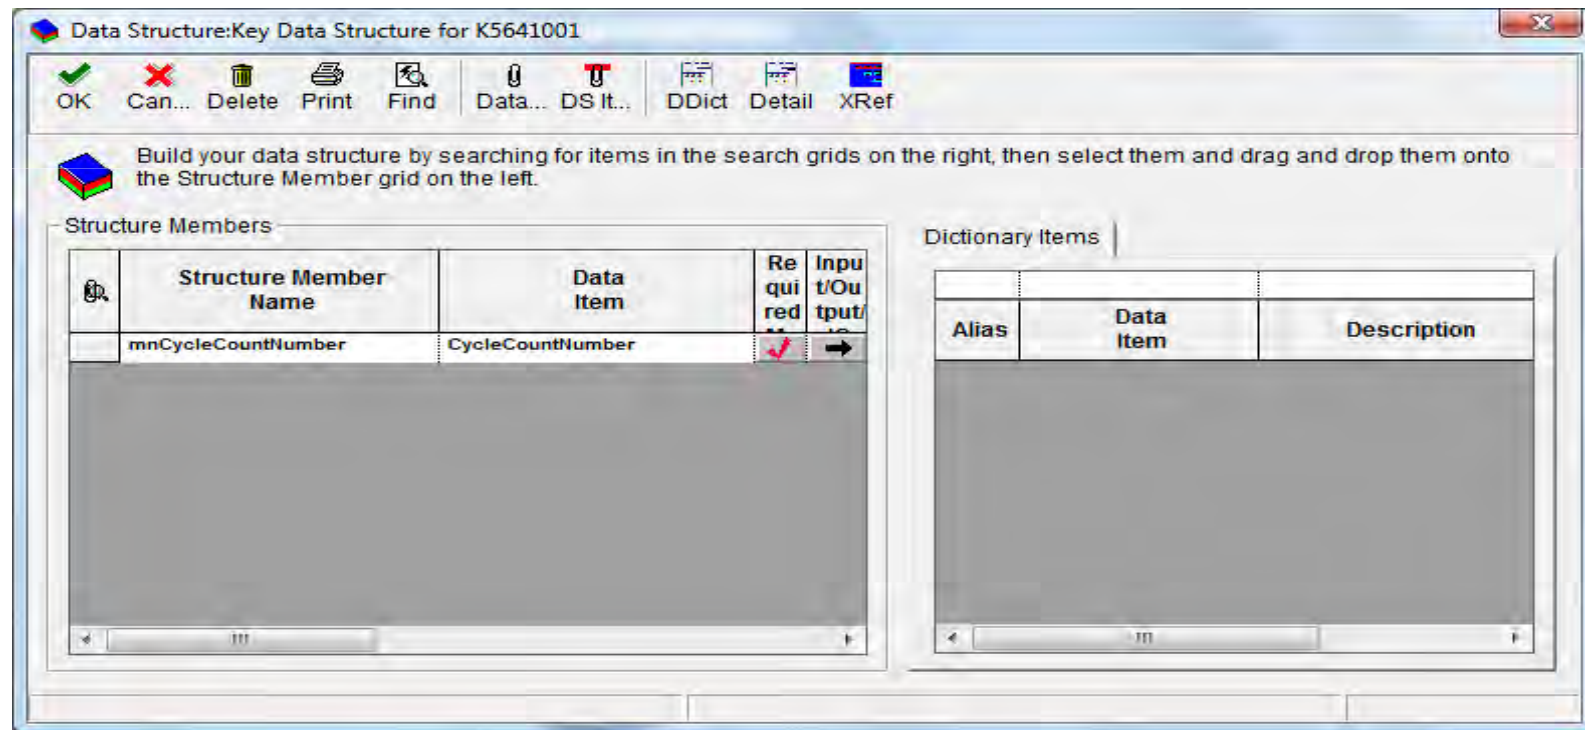 Data Structure:Key Data Structure for K5641001
OK Can... Delete Print Find Data... DS It... DDict Detail XRef
Build your data structure by searching for items in the search grids on the right, then select them and drag and drop them onto
the Structure Member grid on the left.
Structure Members
Structure Member
Name
Data
Item
Re
qui
red
Inpu
t/Ou
tput/
mnCycleCountNumber CycleCountNumber
Dictionary Items
Alias
Data
Item
Description